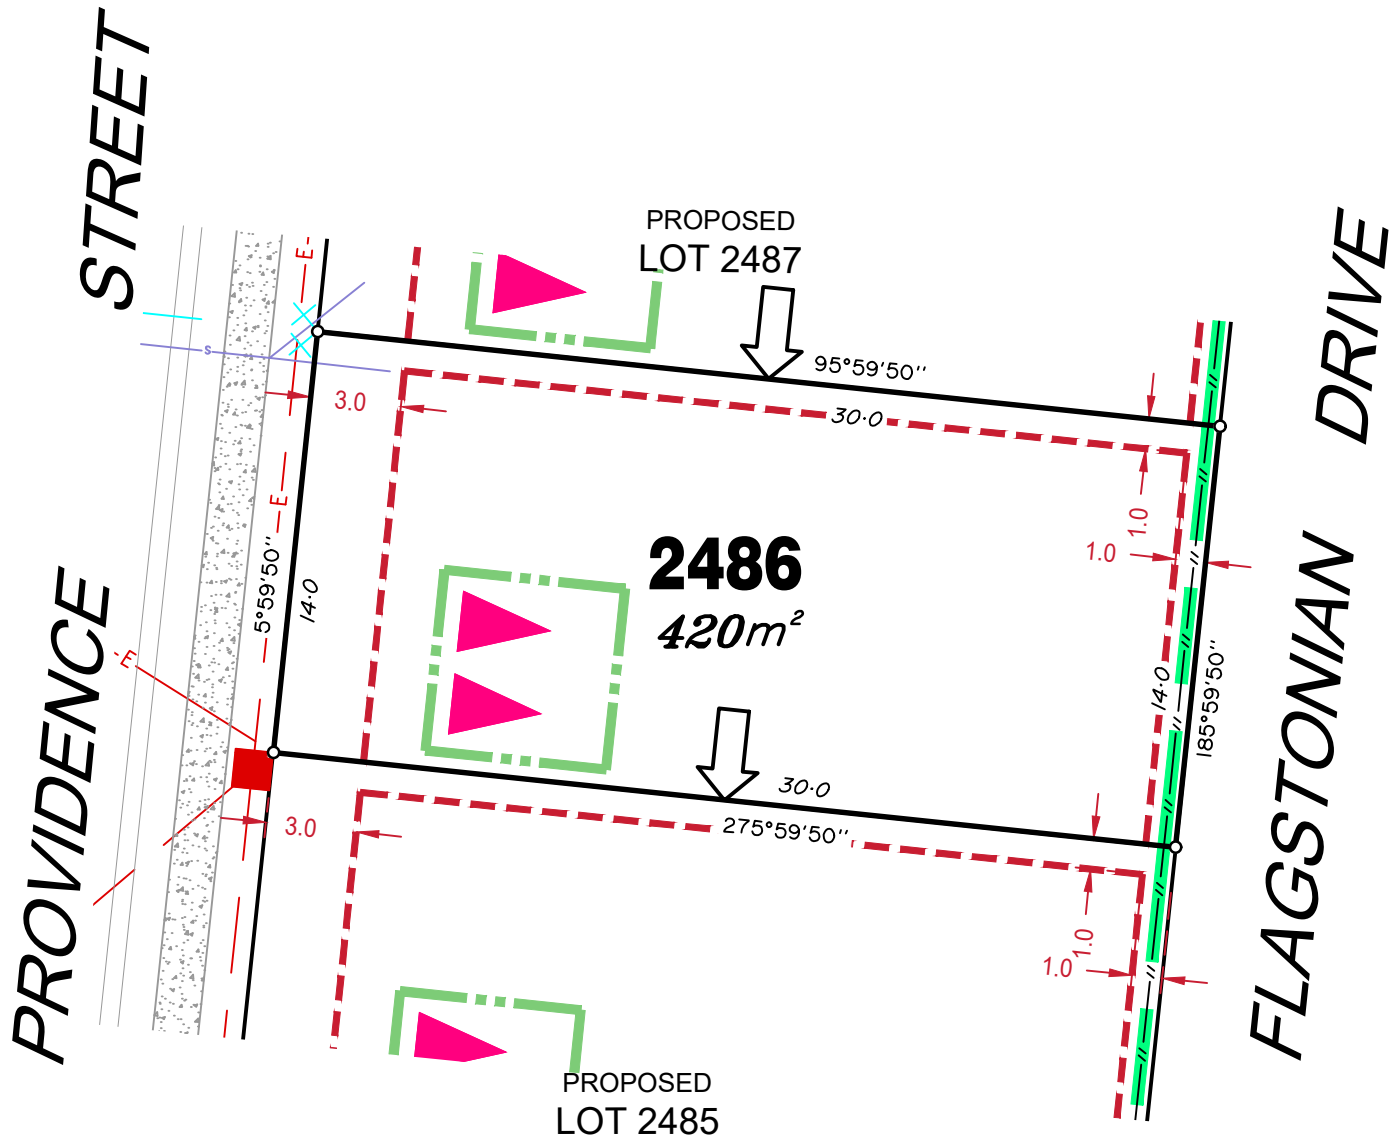 PROVIDENCE STREET
PROPOSED
LOT 2487
95°59'50''
30·0
3.0
E
E
s
5°59'50''
14·0
2486
420m²
1.0
1.0
FLAGSTONIAN DRIVE
14·0
185°59'50''
E
30·0
275°59'50''
3.0
1.0
1.0
PROPOSED
LOT 2485